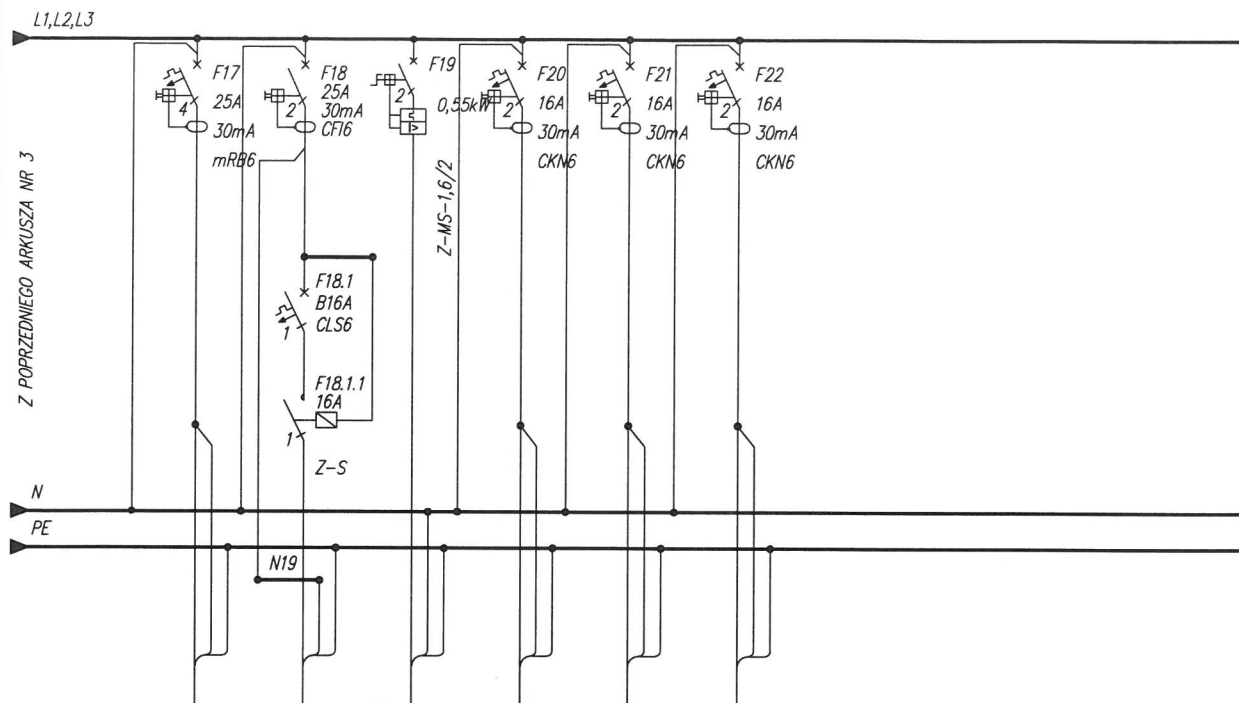 L1,L2,L3
Z POPRZEDNIEGO ARKUSZA NR 3
F17
25A
4
30mA
mRB6
F18
25A
30mA
2
CFI6
F18.1
B16A
CLS6
1
F18.1.1
16A
1
Z-S
F19
2
0,55kW
Z-MS-1,6/2
F20
16A
2
30mA
CKN6
F21
16A
2
30mA
CKN6
F22
16A
2
30mA
CKN6
N
PE
N19